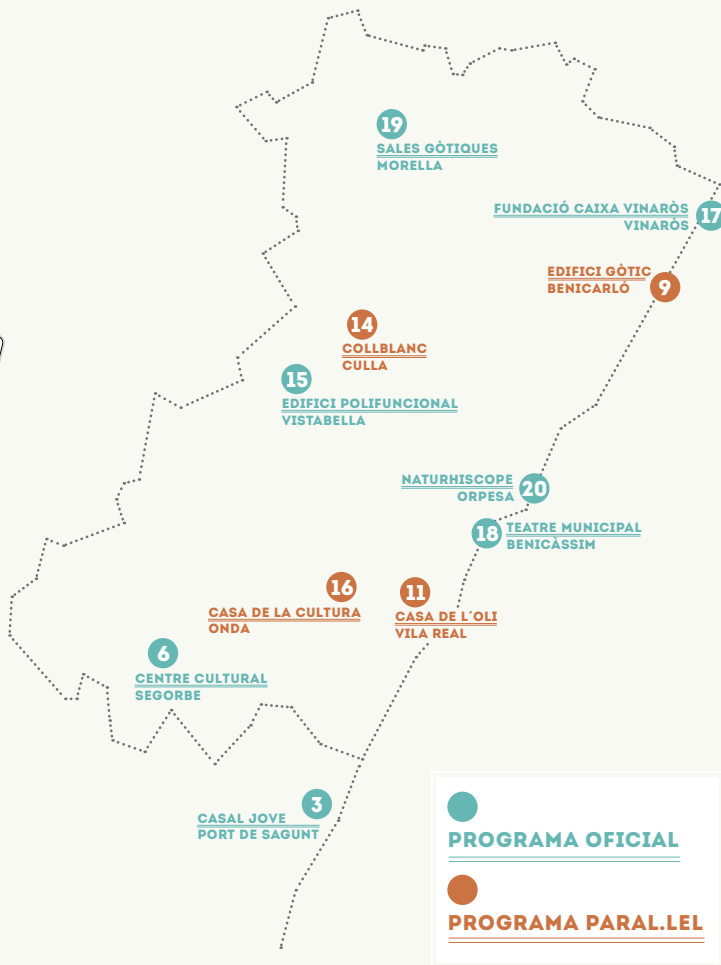 19
SALES GÒTIQUES
MORELLA
FUNDACIÓ CAIXA VINARÒS
VINARÒS
17
EDIFICI GÒTIC
BENICARLÓ
9
14
COLLBLANC
CULLA
15
EDIFICI POLIFUNCIONAL
VISTABELLA
NATURHISCOPE
ORPESA
20
18
TEATRE MUNICIPAL
BENICÀSSIM
16
CASA DE LA CULTURA
ONDA
11
CASA DE L´OLI
VILA REAL
6
CENTRE CULTURAL
SEGORBE
3
CASAL JOVE
PORT DE SAGUNT
PROGRAMA OFICIAL
PROGRAMA PARAL.LEL